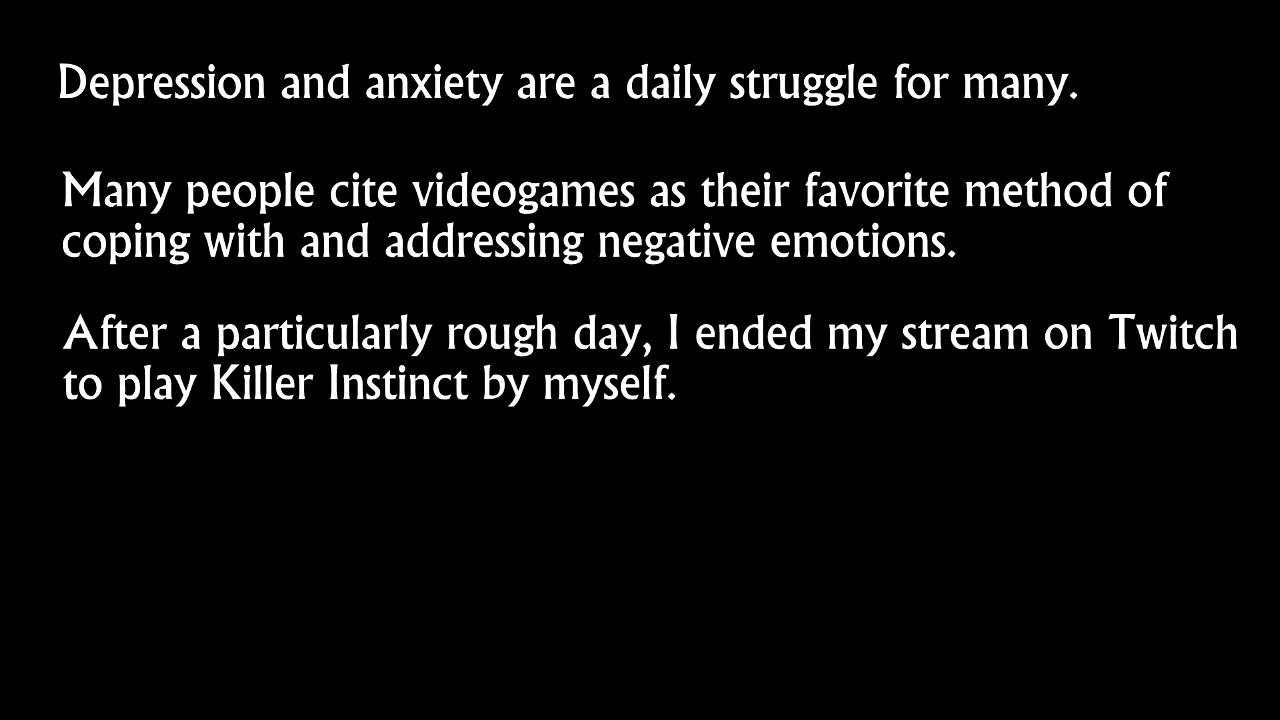 Depression and anxiety are a daily struggle for many.
Many people cite videogames as their favorite method of
coping with and addressing negative emotions.
After a particularly rough day, I ended my stream on Twitch
to play Killer Instinct by myself.